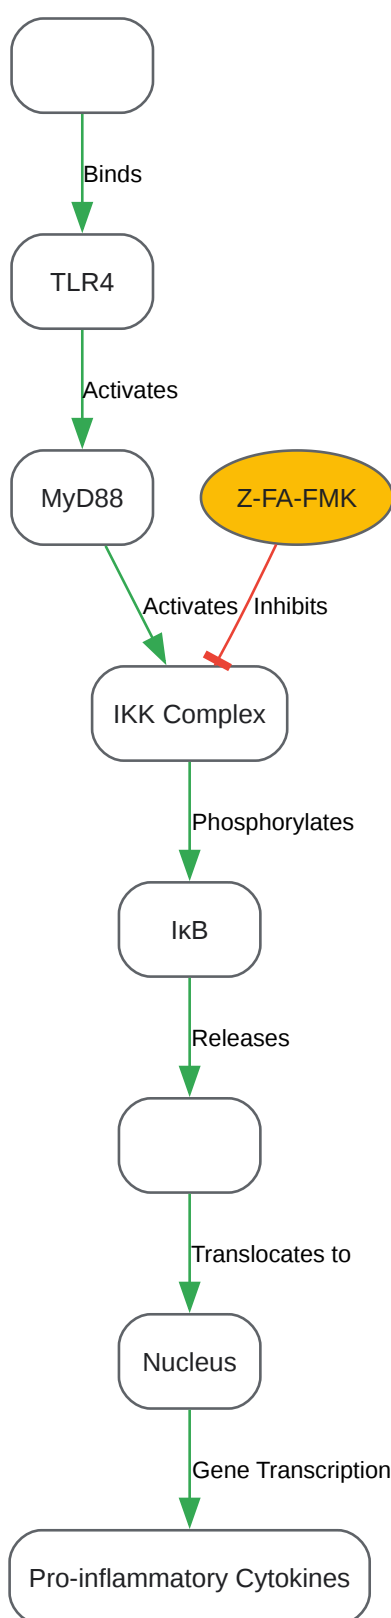 Binds
TLR4
Activates
MyD88
Z-FA-FMK
Activates
Inhibits
IKK Complex
Phosphorylates
IκB
Releases
Translocates to
Nucleus
Gene Transcription
Pro-inflammatory Cytokines